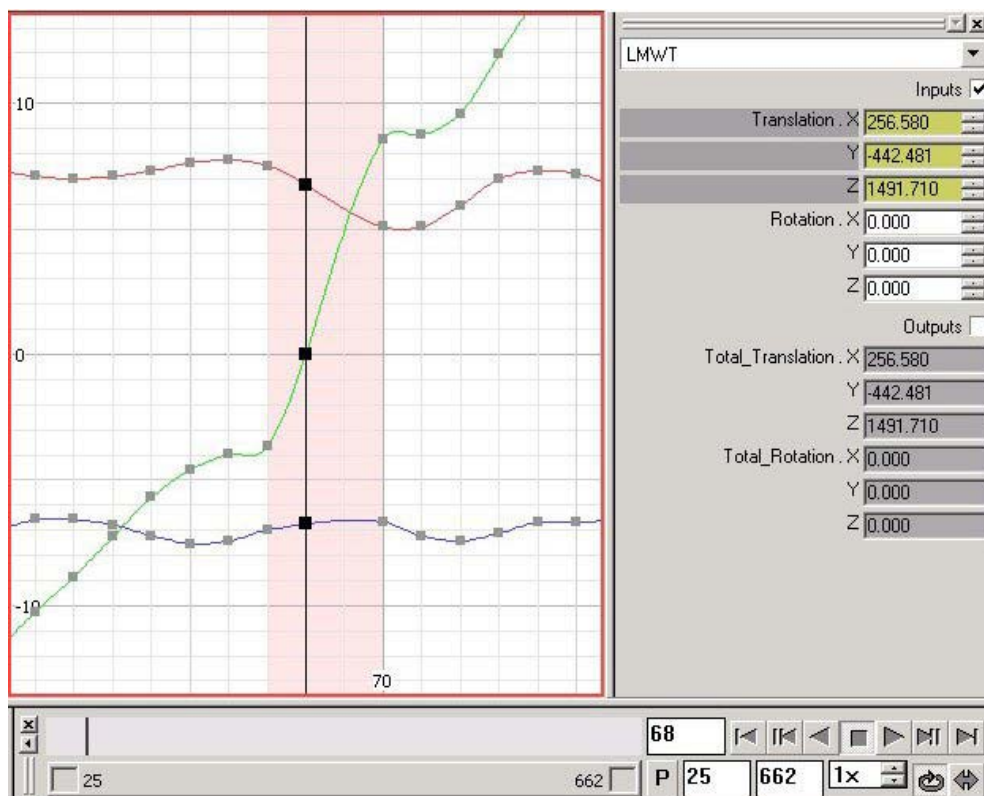 10
0
-10
70
LMWT
Inputs
Translation . X 256.580
Y -442.481
Z 1491.710
Rotation . X 0.000
Y 0.000
Z 0.000
Outputs
Total_Translation . X 256.580
Y -442.481
Z 1491.710
Total_Rotation . X 0.000
Y 0.000
Z 0.000
68
25 662 P 25 662 1x